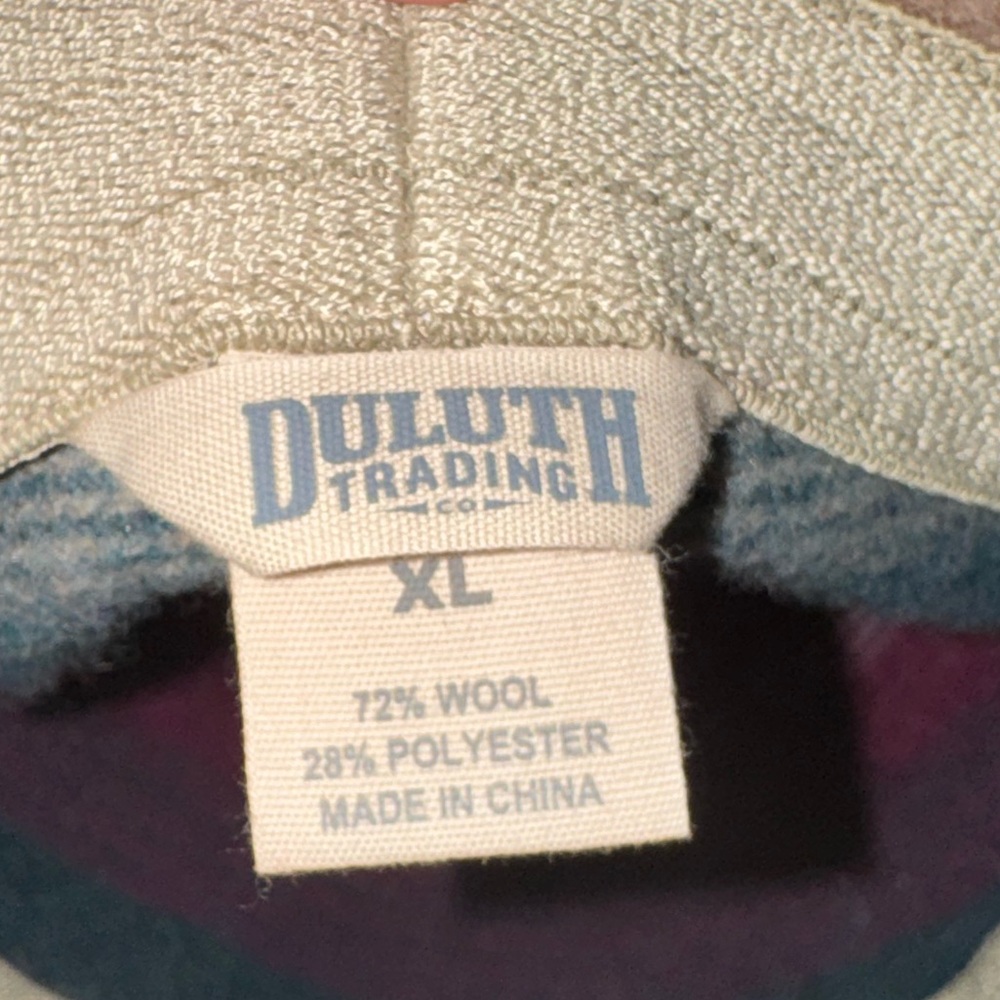 DULUTH
TRADING
CO
XL
72% WOOL
28% POLYESTER
MADE IN CHINA